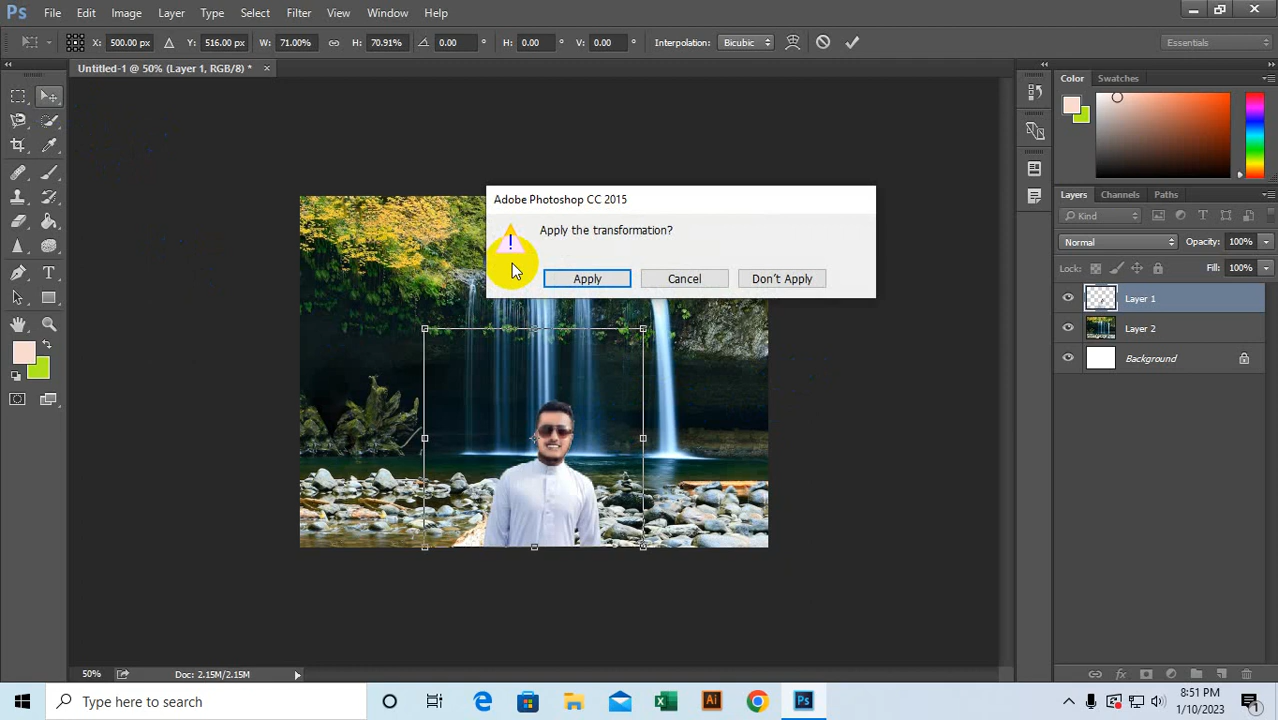 Ps File Edit Image Layer Type Select Filter View Window Help
X: 500.00 px Y: 516.00 px W: 71.00% H: 70.91% 0.00 ° H: 0.00 ° V: 0.00 ° Interpolation: Bicubic Essentials
Untitled-1 @ 50% (Layer 1, RGB/8) * ×
Color Swatches
Adobe Photoshop CC 2015
Apply the transformation?
Apply Cancel Don't Apply
Layers Channels Paths
Kind
Normal Opacity: 100%
Lock: Fill: 100%
Layer 1
Layer 2
Background
50% Doc: 2.15M/2.15M
Type here to search
Ai Ps
8:51 PM
1/10/2023
1